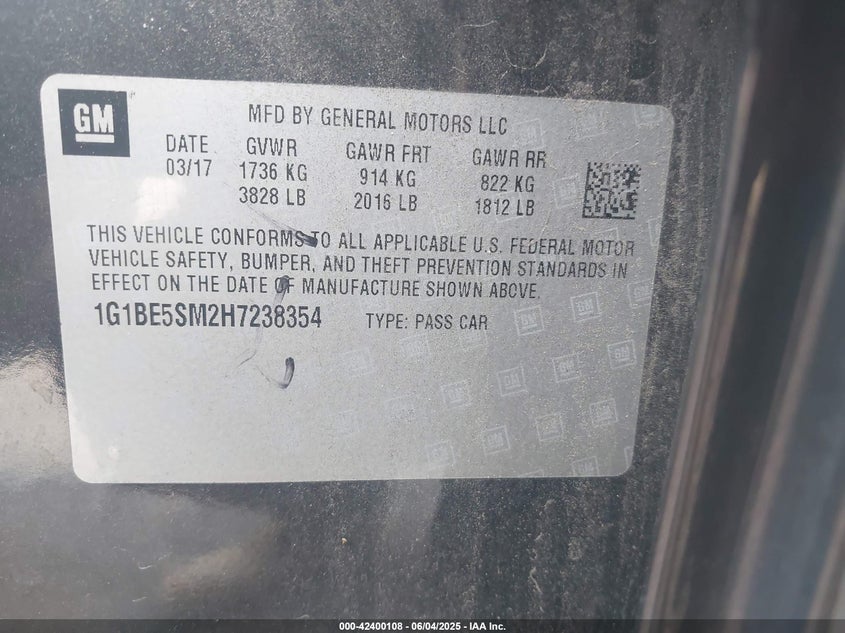 GM
MFD BY GENERAL MOTORS LLC
DATE GVWR GAWR FRT GAWR RR
03/17 1736 KG 914 KG 822 KG
3828 LB 2016 LB 1812 LB
THIS VEHICLE CONFORMS TO ALL APPLICABLE U.S. FEDERAL MOTOR
VEHICLE SAFETY, BUMPER, AND THEFT PREVENTION STANDARDS IN
EFFECT ON THE DATE OF MANUFACTURE SHOWN ABOVE.
1G1BE5SM2H7238354 TYPE: PASS CAR
000-42400108 - 06/04/2025 - IAA Inc.